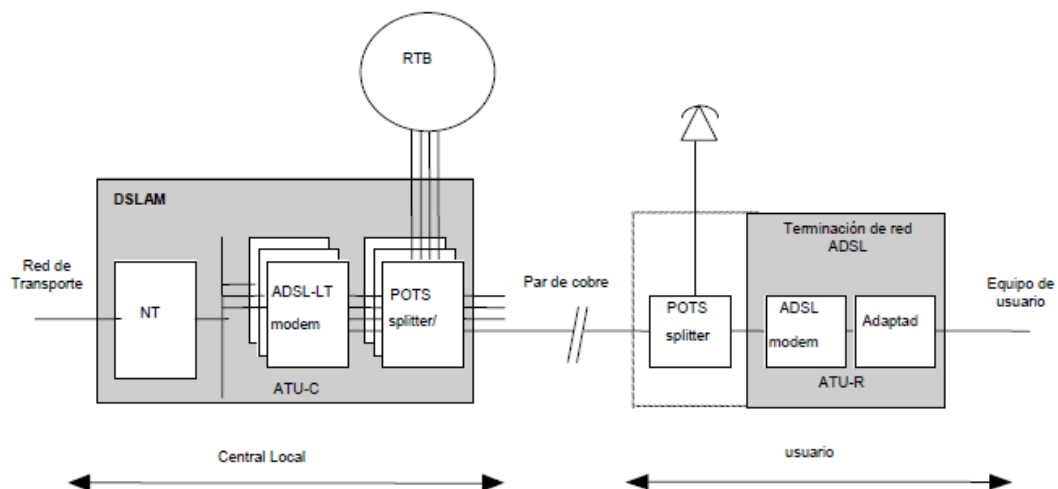 RTB
DSLAM
Terminación de red
ADSL
Red de
Transporte
NT
ADSL-LT
modem
POTS
splitter/
Par de cobre
POTS
splitter
ADSL
modem
Adaptad
Equipo de
usuario
ATU-C
ATU-R
Central Local
usuario